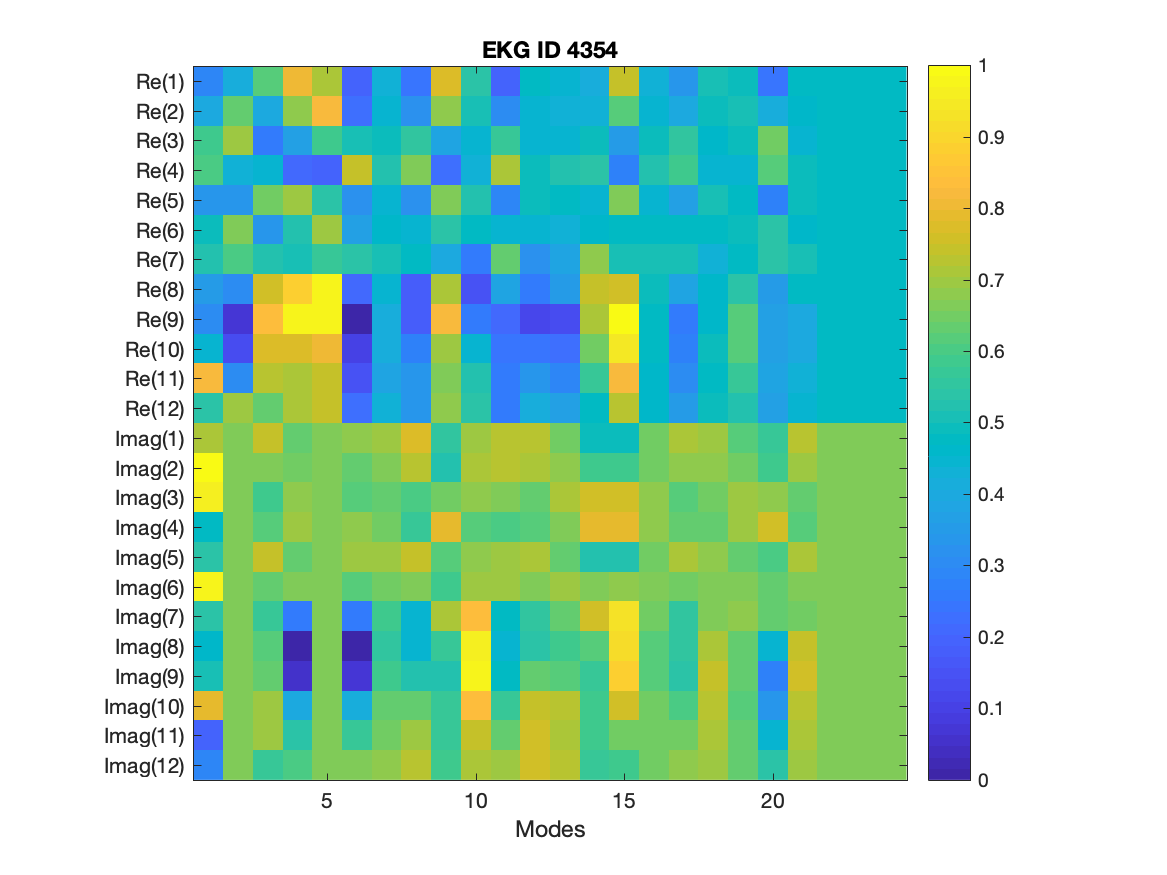 EKG ID 4354
Re(1)
Re(2)
Re(3)
Re(4)
Re(5)
Re(6)
Re(7)
Re(8)
Re(9)
Re(10)
Re(11)
Re(12)
Imag(1)
Imag(2)
Imag(3)
Imag(4)
Imag(5)
Imag(6)
Imag(7)
Imag(8)
Imag(9)
Imag(10)
Imag(11)
Imag(12)
5 10 15 20
Modes
1
0.9
0.8
0.7
0.6
0.5
0.4
0.3
0.2
0.1
0